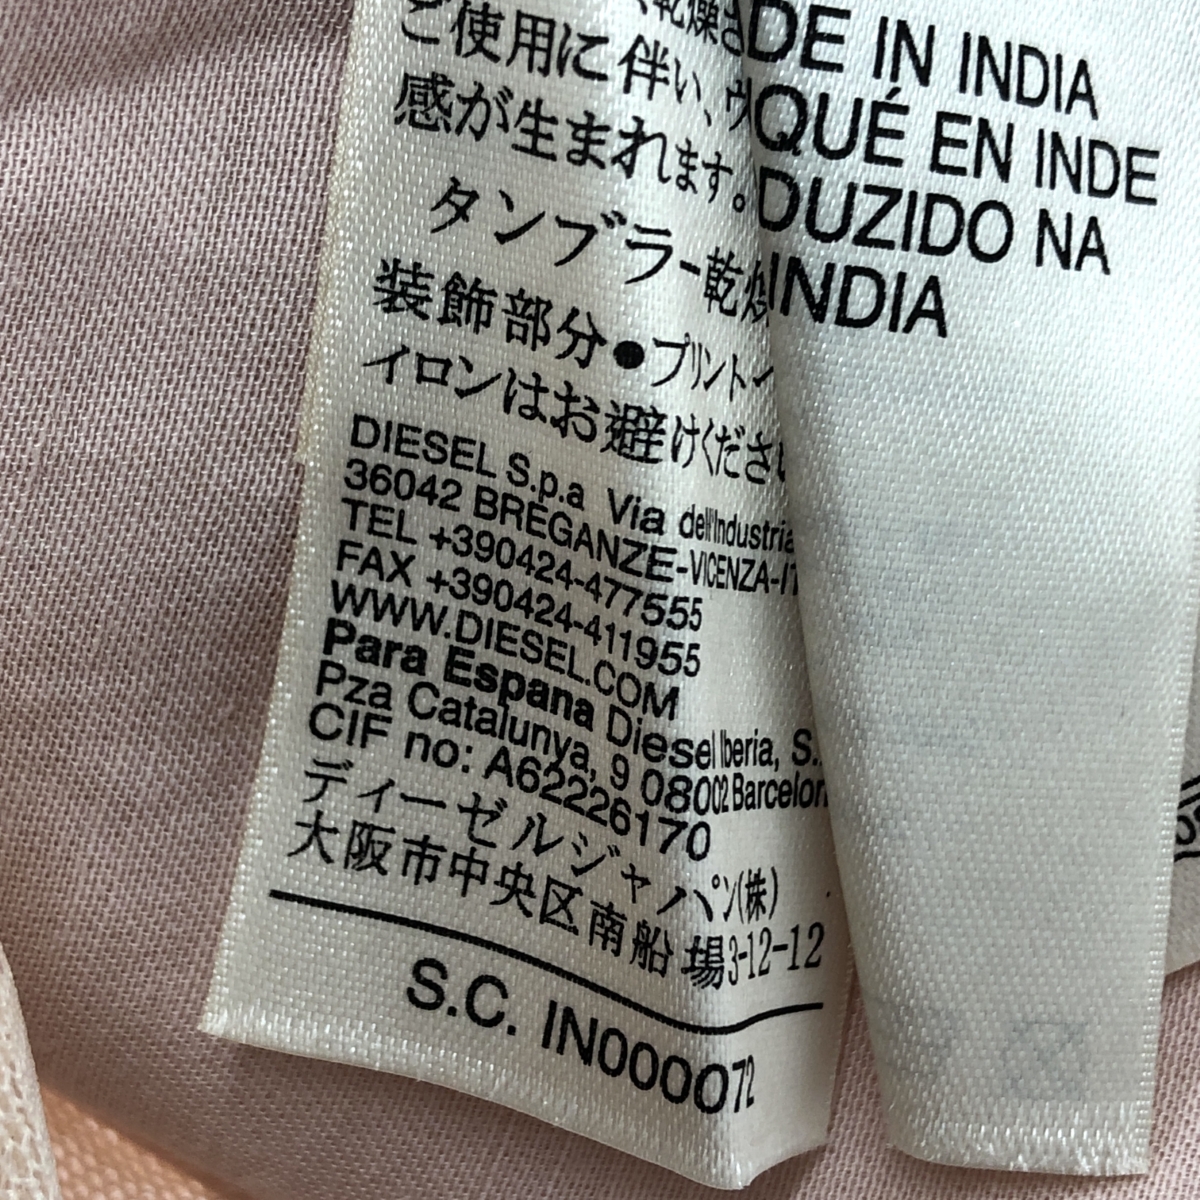 ご使用に伴い、ウ
感が生まれます。
タンブラー乾燥
装飾部分●プリント
イロンはお避けください
DIESEL S.p.a Via dell'Industria
36042 BREGANZE-VICENZA-IT
TEL +390424-477555
FAX +390424-411955
WWW.DIESEL.COM
Para Espana Diesel Iberia, S.
Pza Catalunya, 9 08002 Barcelon
CIF no: A62226170
ディーゼルジャパン(株)
大阪市中央区南船場3-12-12
S.C. IN000072
DE IN INDIA
QUÉ EN INDE
DUZIDO NA
INDIA